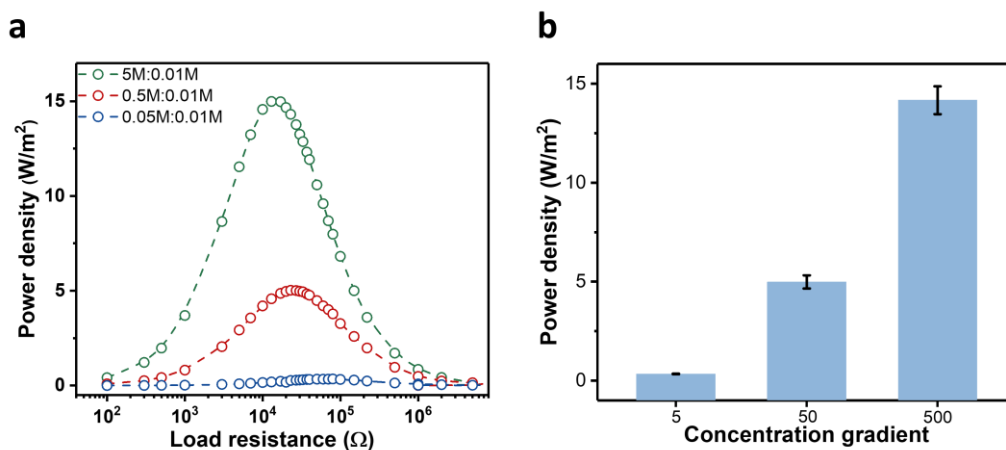 a
5M:0.01M
0.5M:0.01M
0.05M:0.01M
Power density (W/m²)
15
10
5
0
10² 10³ 10⁴ 10⁵ 10⁶
Load resistance (Ω)
b
Power density (W/m²)
15
10
5
0
5 50 500
Concentration gradient